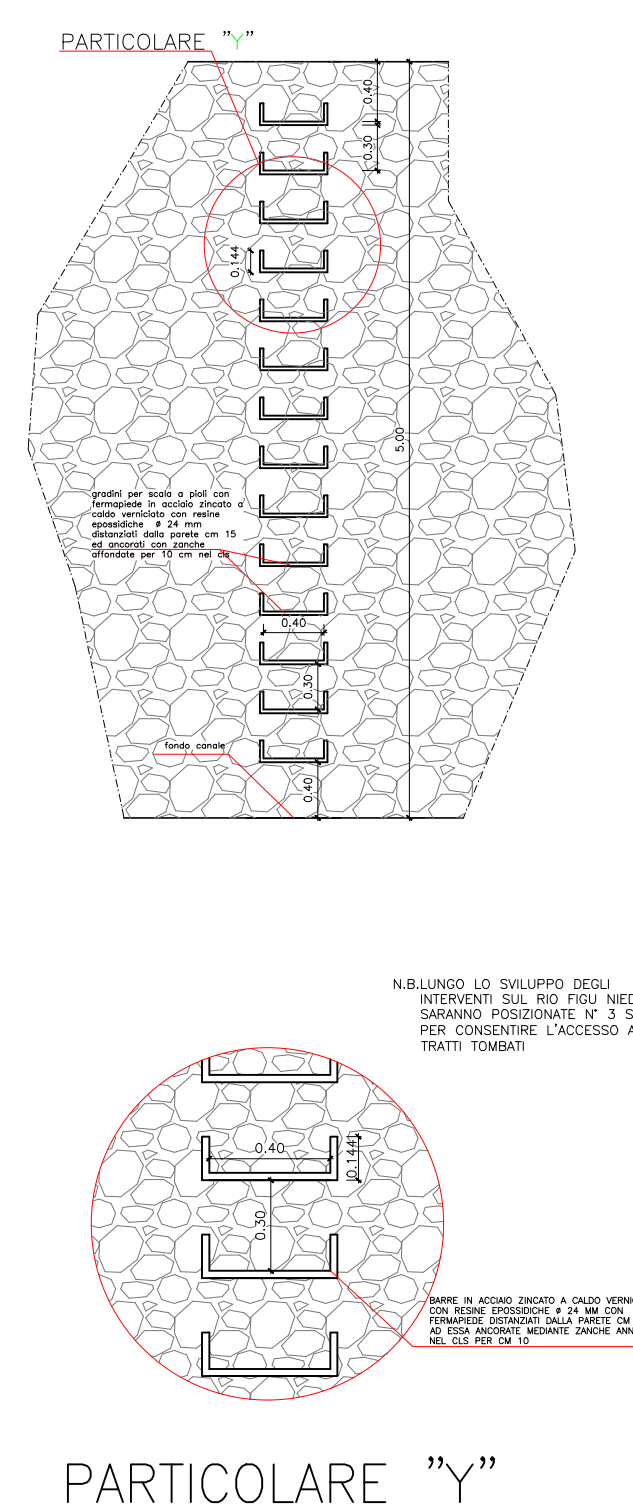 PARTICOLARE ”Y”
0.40
0.30
0.144
5.00
gradini per scala a pioli con
fermapiede in acciaio zincato a
caldo verniciato con resine
epossidiche ø 24 mm
distanziati dalla parete cm 15
ed ancorati con zanche
affondate per 10 cm nel cls
0.40
0.30
fondo canale
0.40
N.B.LUNGO LO SVILUPPO DEGLI
INTERVENTI SUL RIO FIGU NIED
SARANNO POSIZIONATE N° 3 S
PER CONSENTIRE L'ACCESSO A
TRATTI TOMBATI
0.40
0.144
0.30
BARRE IN ACCIAIO ZINCATO A CALDO VERNI
CON RESINE EPOSSIDICHE ø 24 MM CON
FERMAPIEDE DISTANZIATI DALLA PARETE CM
AD ESSA ANCORATE MEDIANTE ZANCHE ANN
NEL CLS PER CM 10
PARTICOLARE ”Y”